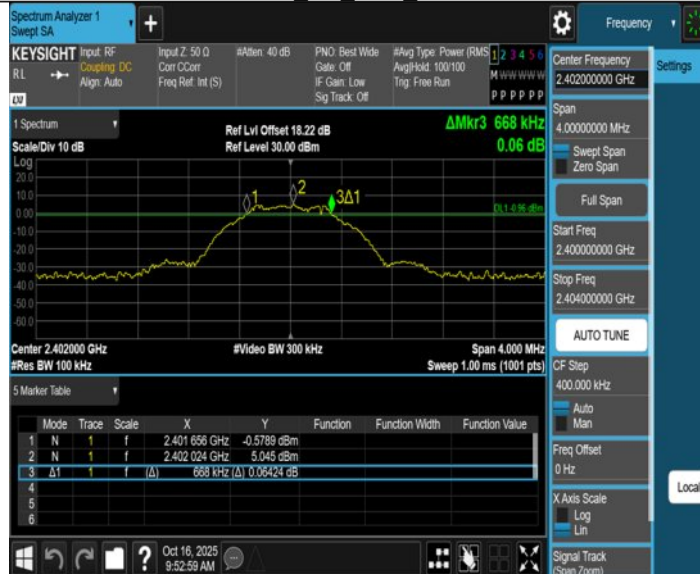 Spectrum Analyzer 1
Swept SA
+
Frequency
KEYSIGHT
RL
LXI
Input: RF
Coupling: DC
Align: Auto
Input Z: 50 Ω
Corr CCorr
Freq Ref: Int (S)
#Atten: 40 dB
PNO: Best Wide
Gate: Off
IF Gain: Low
Sig Track: Off
#Avg Type: Power (RMS
Avg|Hold: 100/100
Trig: Free Run
1 2 3 4 5 6
M W W W W W
P P P P P P
1 Spectrum
Scale/Div 10 dB
Ref Lvl Offset 18.22 dB
Ref Level 30.00 dBm
ΔMkr3 668 kHz
0.06 dB
Log
20.0
10.0
0.00
-10.0
-20.0
-30.0
-40.0
-50.0
-60.0
1
2
3Δ1
DL1 -0.96 dBm
Center 2.402000 GHz
#Res BW 100 kHz
#Video BW 300 kHz
Span 4.000 MHz
Sweep 1.00 ms (1001 pts)
5 Marker Table
Mode Trace Scale X Y Function Function Width Function Value
1 N 1 f 2.401 656 GHz -0.5789 dBm
2 N 1 f 2.402 024 GHz 5.045 dBm
3 Δ1 1 f (Δ) 668 kHz (Δ) 0.06424 dB
4
5
6
?
Oct 16, 2025
9:52:59 AM
Center Frequency
2.402000000 GHz
Span
4.00000000 MHz
Swept Span
Zero Span
Full Span
Start Freq
2.400000000 GHz
Stop Freq
2.404000000 GHz
AUTO TUNE
CF Step
400.000 kHz
Auto
Man
Freq Offset
0 Hz
X Axis Scale
Log
Lin
Signal Track
(Span Zoom)
Settings
Local